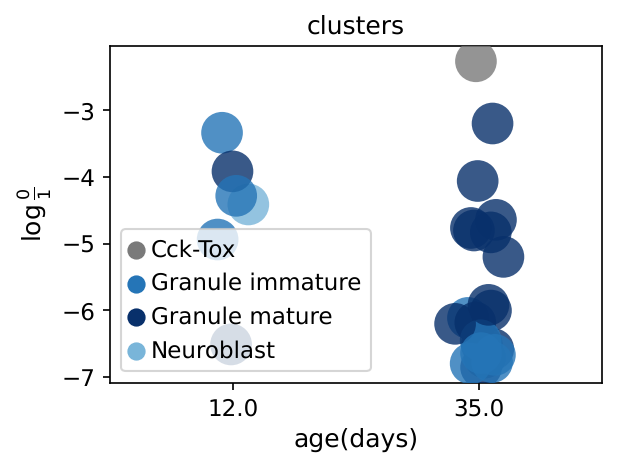 clusters
log 0/1
−3
−4
−5
−6
−7
Cck-Tox
Granule immature
Granule mature
Neuroblast
12.0
35.0
age(days)